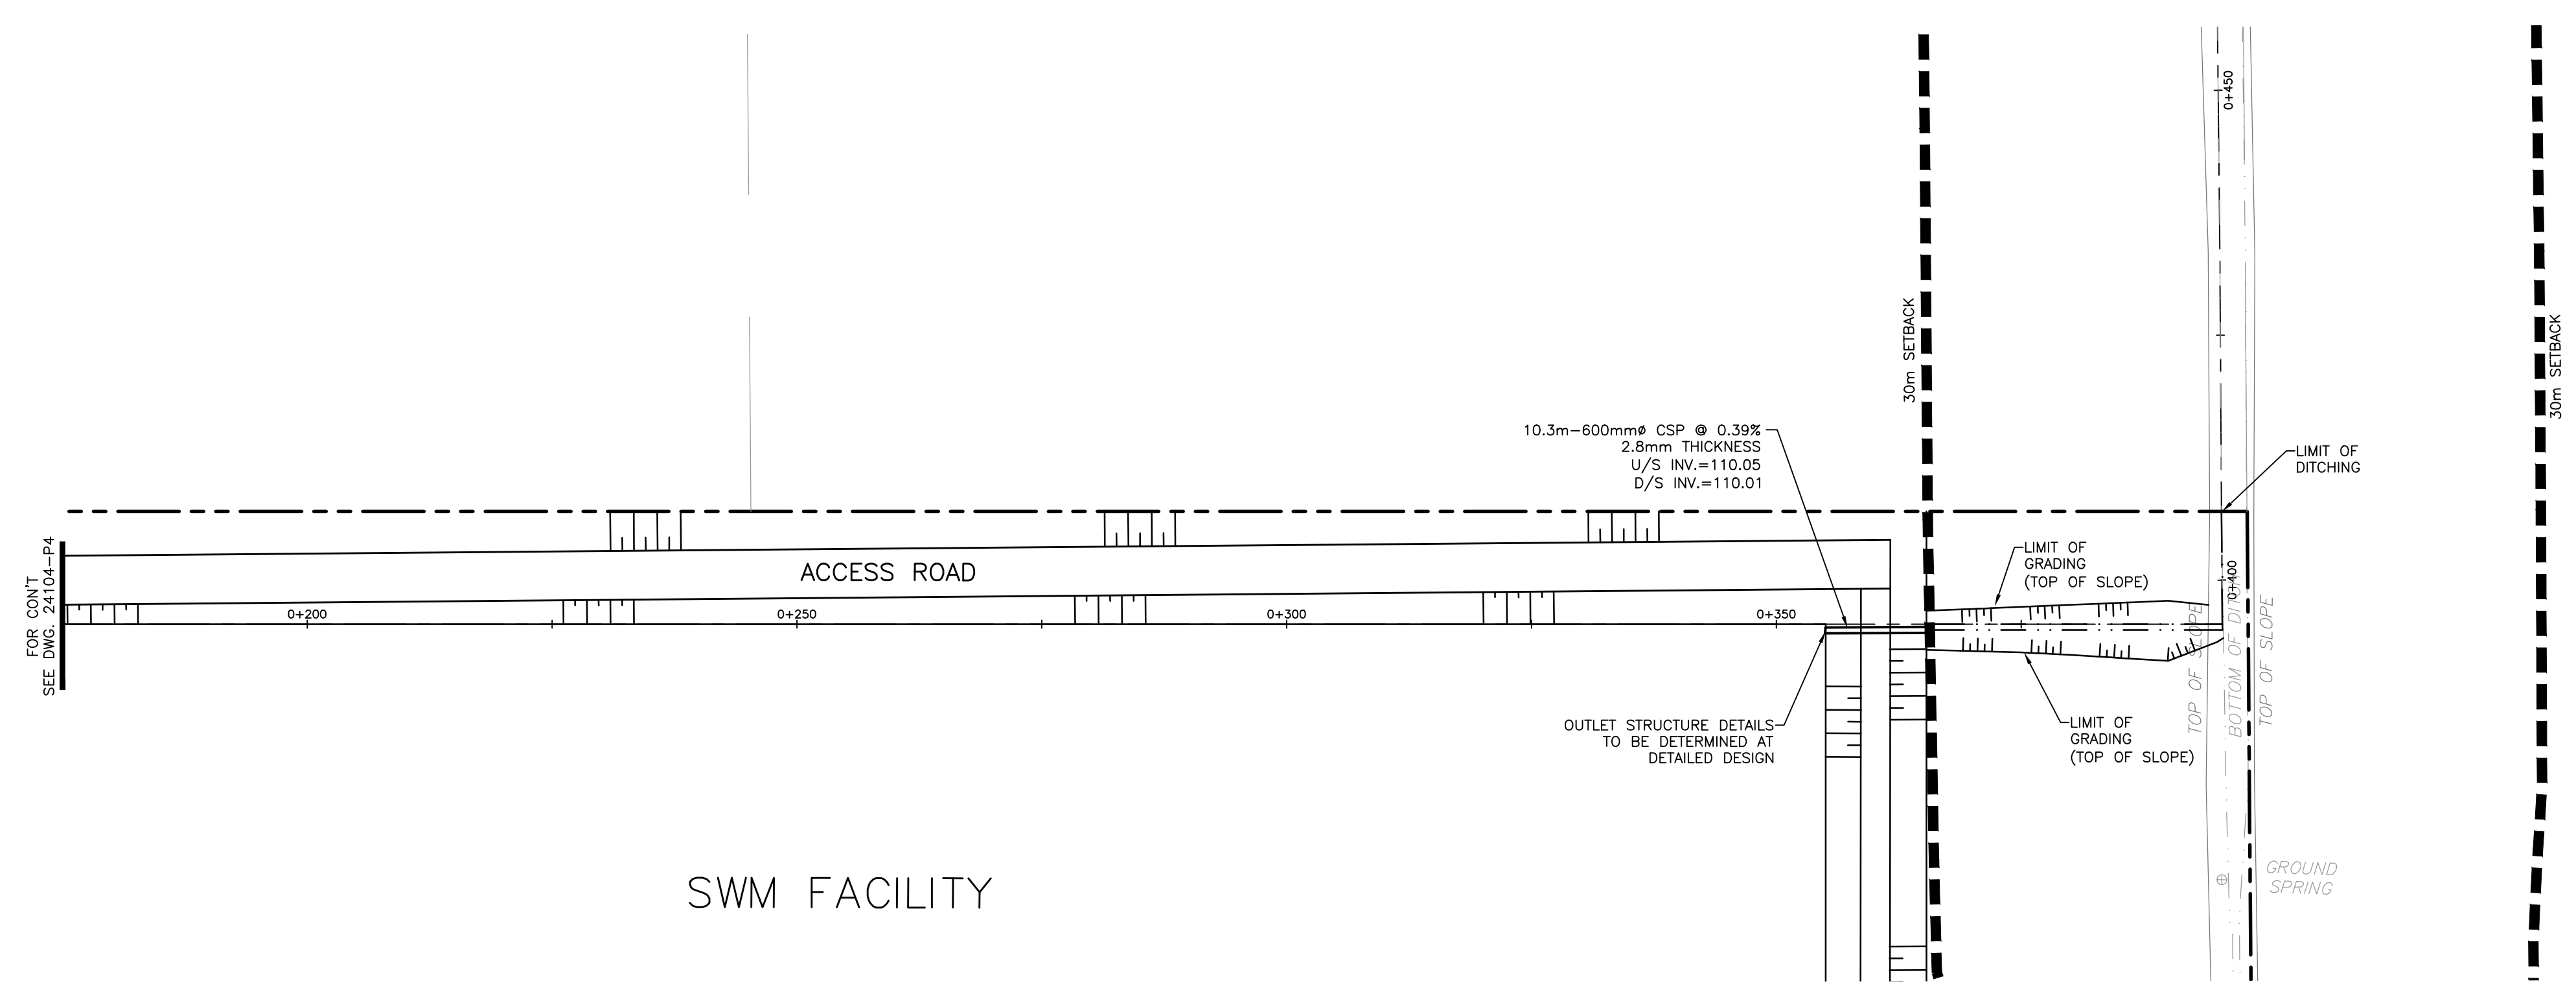 0+450
30m SETBACK
30m SETBACK
10.3m-600mmø CSP @ 0.39%
2.8mm THICKNESS
U/S INV.=110.05
D/S INV.=110.01
LIMIT OF
DITCHING
FOR CON'T
SEE DWG. 24104-P4
ACCESS ROAD
LIMIT OF
GRADING
(TOP OF SLOPE)
0+400
0+200
0+250
0+300
0+350
TOP OF SLOPE
BOTTOM OF DITCH
TOP OF SLOPE
OUTLET STRUCTURE DETAILS
TO BE DETERMINED AT
DETAILED DESIGN
LIMIT OF
GRADING
(TOP OF SLOPE)
SWM FACILITY
GROUND
SPRING